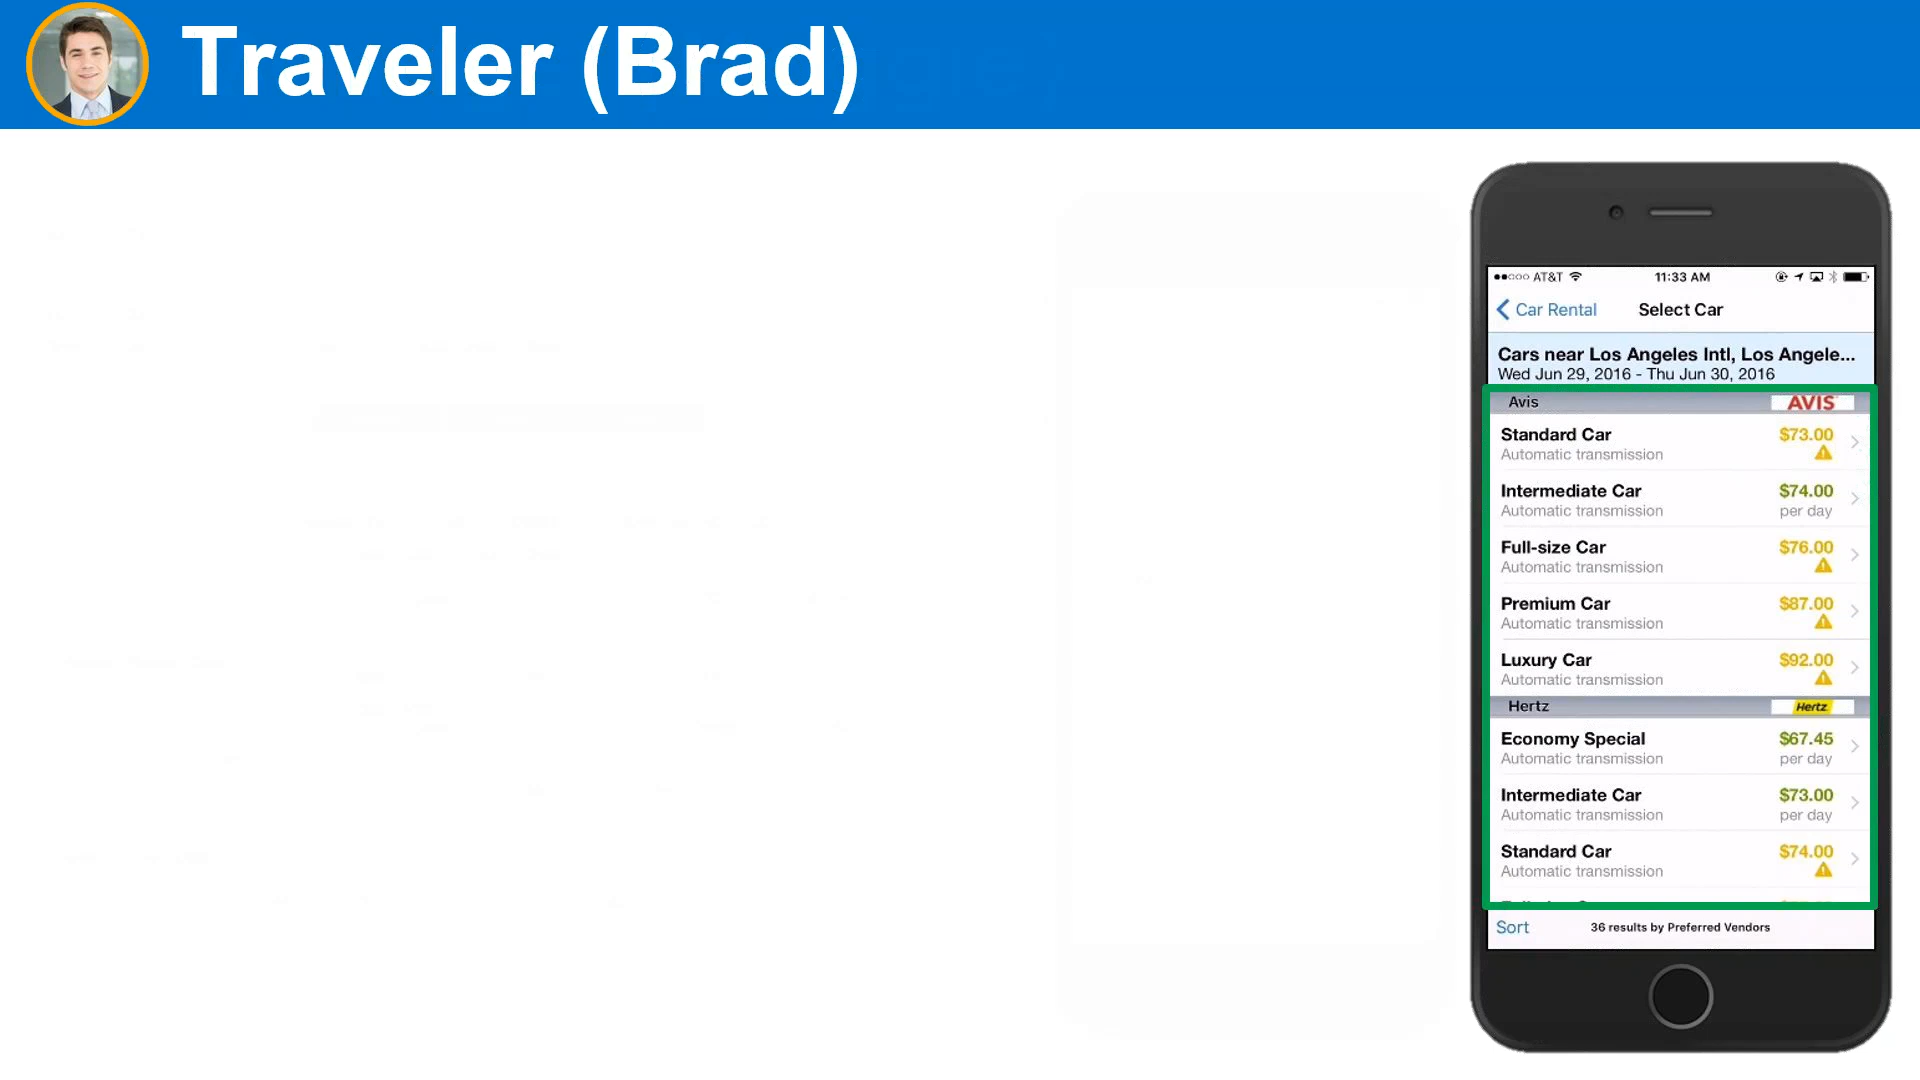 Traveler (Brad)
AT&T 11:33 AM
Car Rental Select Car
Cars near Los Angeles Intl, Los Angele...
Wed Jun 29, 2016 - Thu Jun 30, 2016
Avis AVIS
Standard Car $73.00
Automatic transmission
Intermediate Car $74.00
Automatic transmission per day
Full-size Car $76.00
Automatic transmission
Premium Car $87.00
Automatic transmission
Luxury Car $92.00
Automatic transmission
Hertz Hertz
Economy Special $67.45
Automatic transmission per day
Intermediate Car $73.00
Automatic transmission per day
Standard Car $74.00
Automatic transmission
Sort 36 results by Preferred Vendors